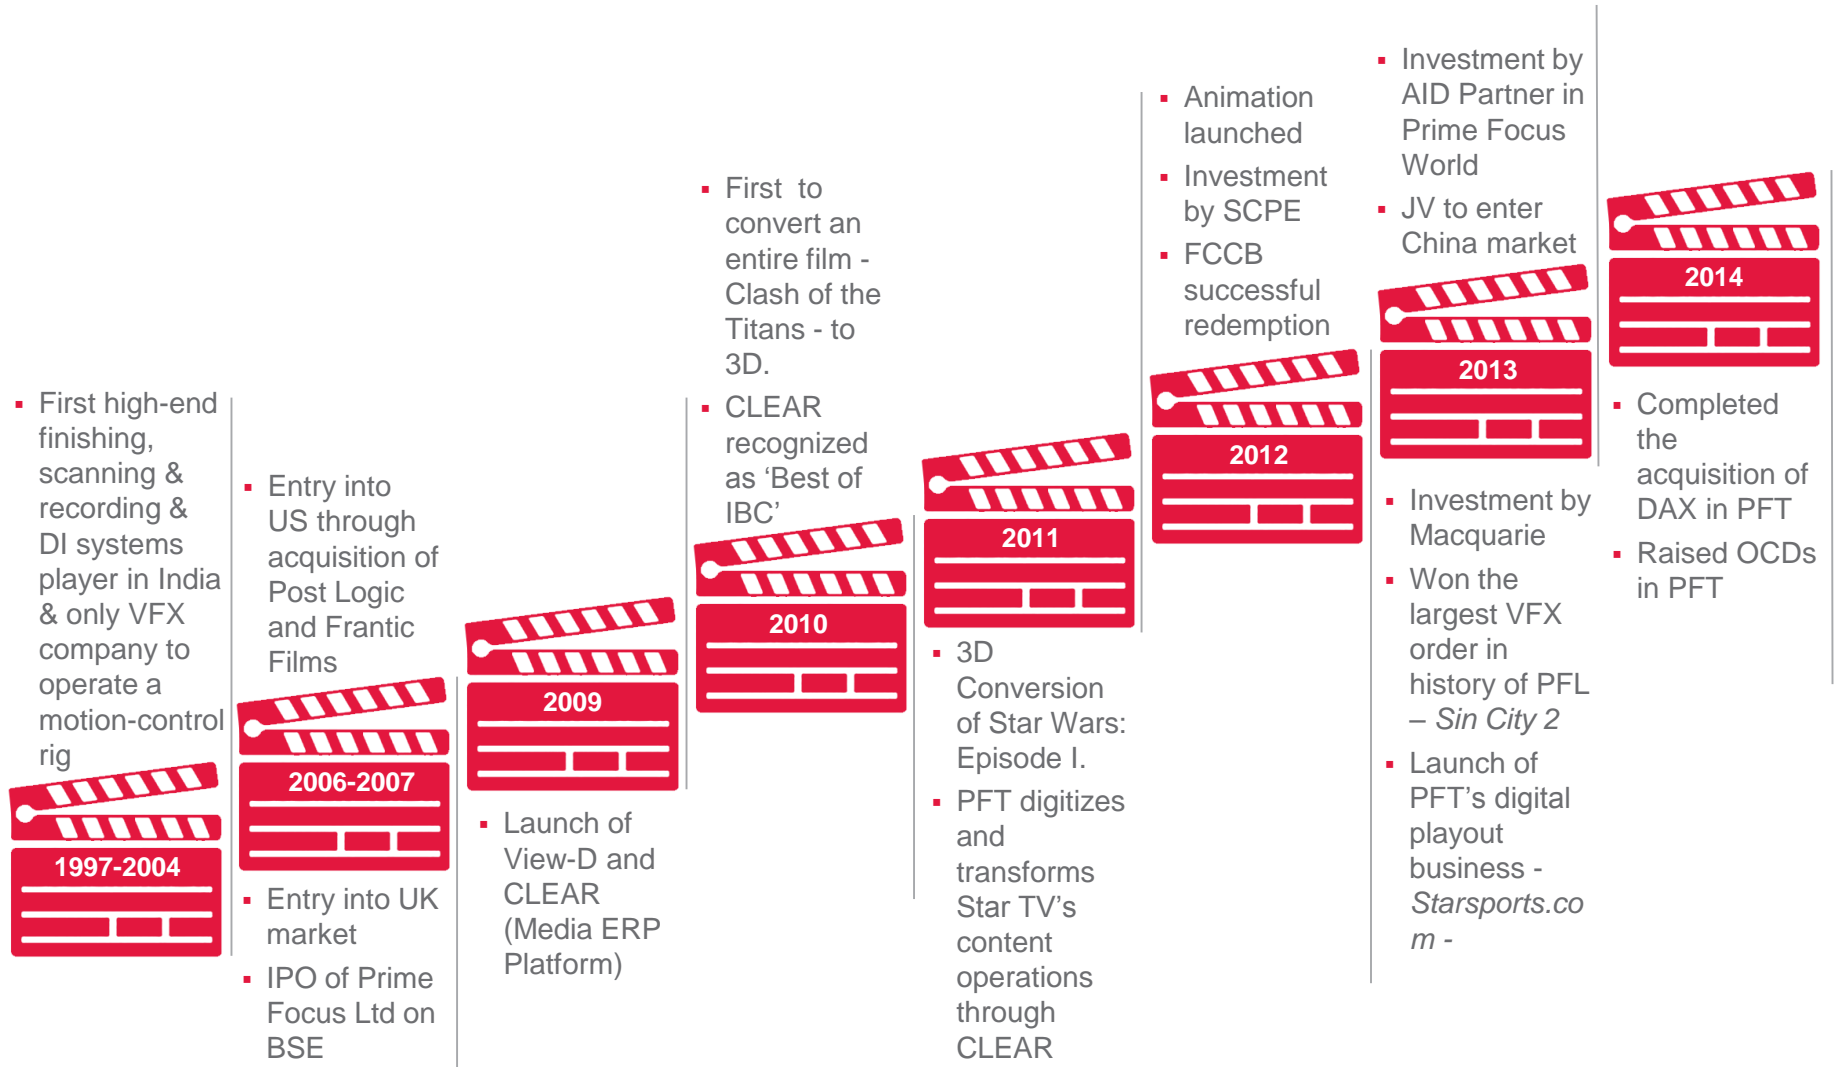 First high-end
finishing,
scanning &
recording &
DI systems
player in India
& only VFX
company to
operate a
motion-control
rig
1997-2004
Entry into
US through
acquisition of
Post Logic
and Frantic
Films
2006-2007
Entry into UK
market
IPO of Prime
Focus Ltd on
BSE
2009
Launch of
View-D and
CLEAR
(Media ERP
Platform)
First to
convert an
entire film -
Clash of the
Titans - to
3D.
CLEAR
recognized
as ‘Best of
IBC’
2010
2011
3D
Conversion
of Star Wars:
Episode I.
PFT digitizes
and
transforms
Star TV’s
content
operations
through
CLEAR
Animation
launched
Investment
by SCPE
FCCB
successful
redemption
2012
Investment by
AID Partner in
Prime Focus
World
JV to enter
China market
2013
Investment by
Macquarie
Won the
largest VFX
order in
history of PFL
– Sin City 2
Launch of
PFT’s digital
playout
business -
Starsports.co
m -
2014
Completed
the
acquisition of
DAX in PFT
Raised OCDs
in PFT